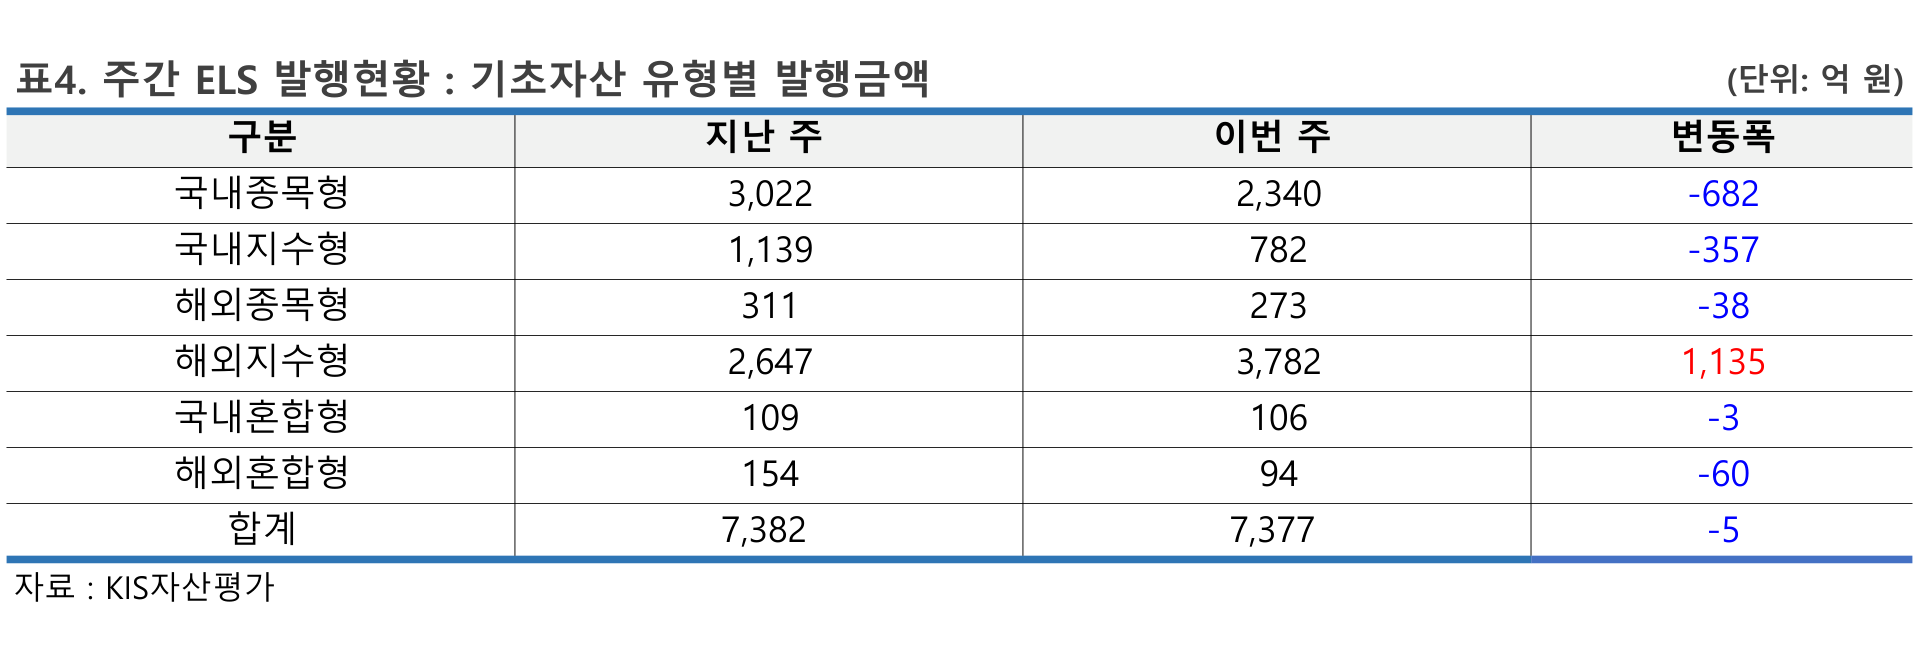 표4. 주간 ELS 발행현황 : 기초자산 유형별 발행금액 (단위: 억 원)
구분 지난 주 이번 주 변동폭
국내종목형 3,022 2,340 -682
국내지수형 1,139 782 -357
해외종목형 311 273 -38
해외지수형 2,647 3,782 1,135
국내혼합형 109 106 -3
해외혼합형 154 94 -60
합계 7,382 7,377 -5
자료 : KIS자산평가